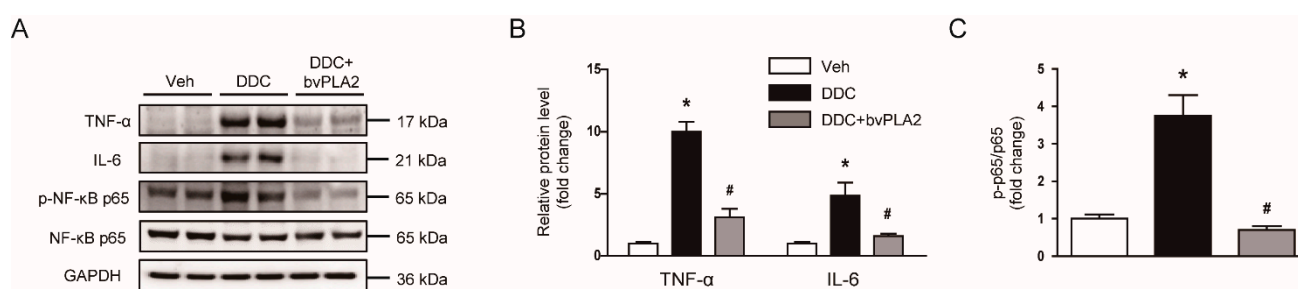 A
Veh
DDC
DDC+
bvPLA2
TNF-α
17 kDa
IL-6
21 kDa
p-NF-κB p65
65 kDa
NF-κB p65
65 kDa
GAPDH
36 kDa
B
Relative protein level
(fold change)
15
10
5
0
*
#
*
#
TNF-α
IL-6
Veh
DDC
DDC+bvPLA2
C
p-p65/p65
(fold change)
5
4
3
2
1
0
*
#